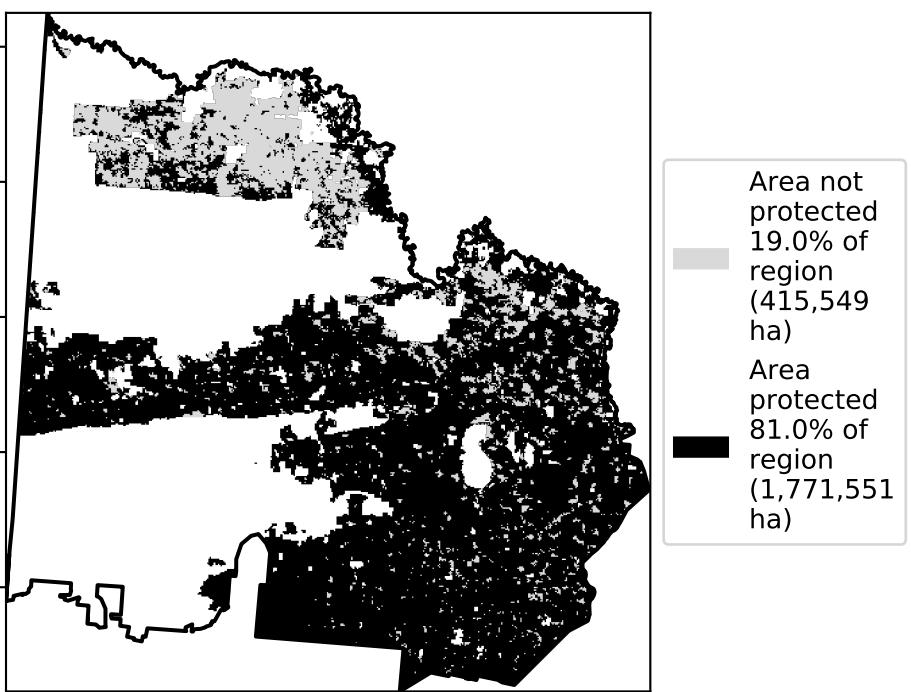 Area not
protected
19.0% of
region
(415,549
ha)
Area
protected
81.0% of
region
(1,771,551
ha)